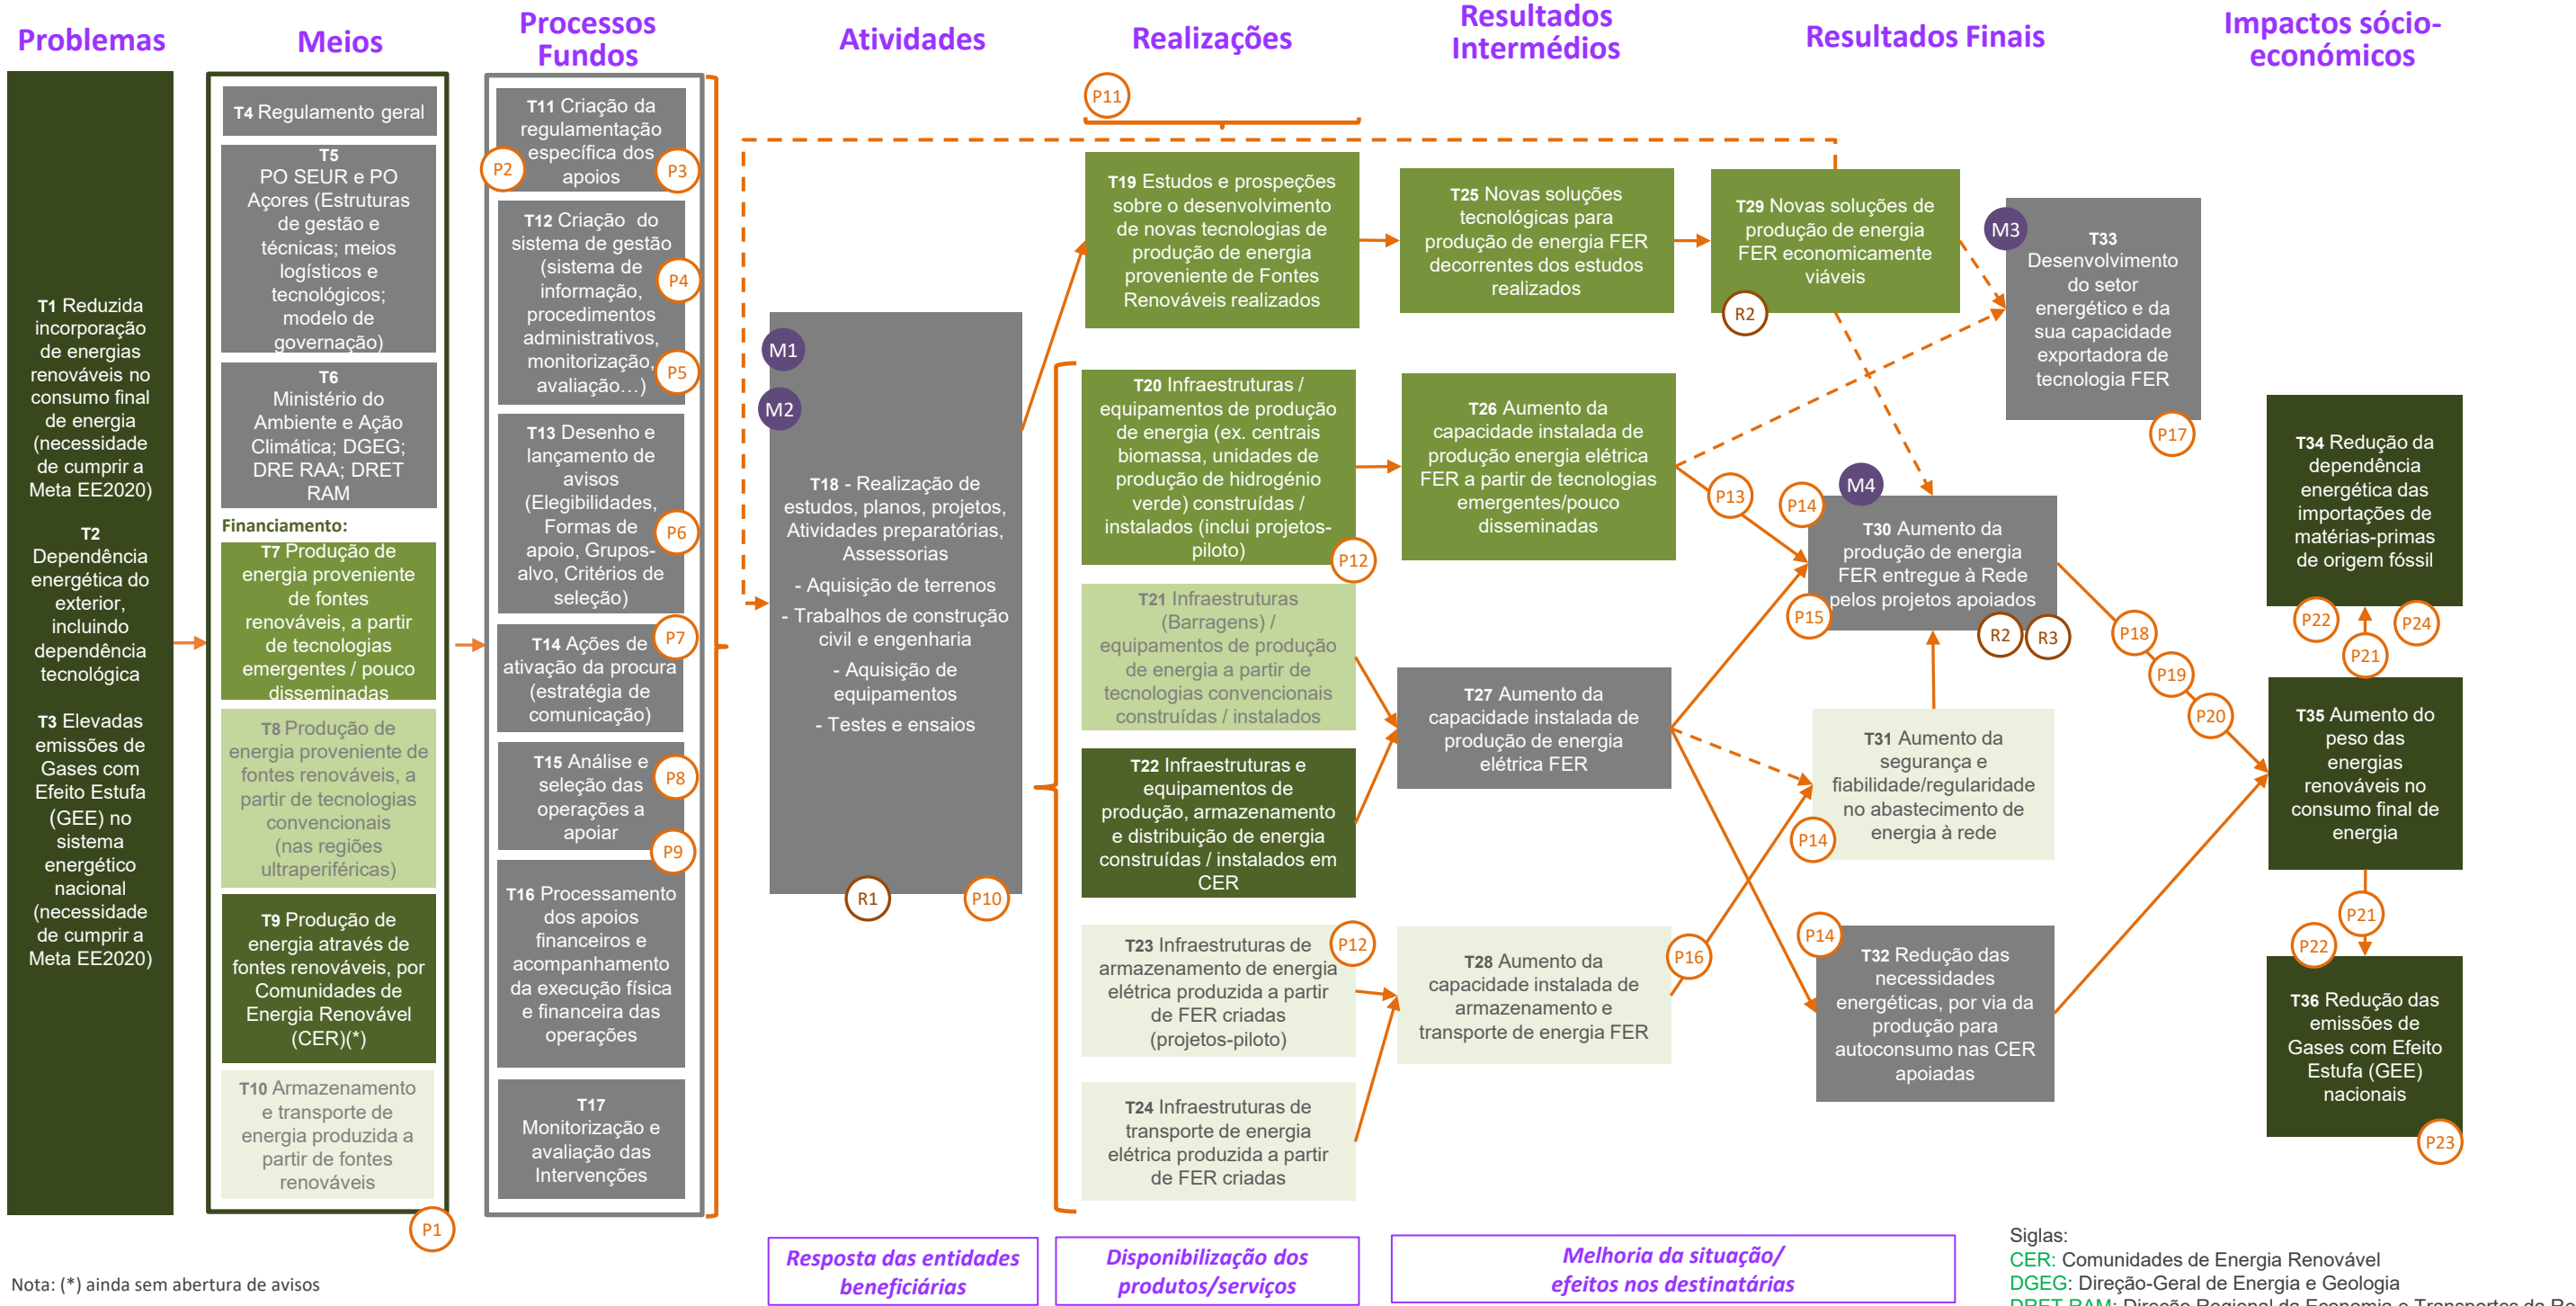 Problemas
Meios
Processos
Fundos
Atividades
Realizações
Resultados
Intermédios
Resultados Finais
Impactos sócio-
económicos
T1 Reduzida
incorporação
de energias
renováveis no
consumo final
de energia
(necessidade
de cumprir a
Meta EE2020)
T2
Dependência
energética do
exterior,
incluindo
dependência
tecnológica
T3 Elevadas
emissões de
Gases com
Efeito Estufa
(GEE) no
sistema
energético
nacional
(necessidade
de cumprir a
Meta EE2020)
T4 Regulamento geral
T5
PO SEUR e PO
Açores (Estruturas
de gestão e
técnicas; meios
logísticos e
tecnológicos;
modelo de
governação)
T6
Ministério do
Ambiente e Ação
Climática; DGEG;
DRE RAA; DRET
RAM
Financiamento:
T7 Produção de
energia proveniente
de fontes
renováveis, a partir
de tecnologias
emergentes / pouco
disseminadas
T8 Produção de
energia proveniente de
fontes renováveis, a
partir de tecnologias
convencionais
(nas regiões
ultraperiféricas)
T9 Produção de
energia através de
fontes renováveis, por
Comunidades de
Energia Renovável
(CER)(*)
T10 Armazenamento
e transporte de
energia produzida a
partir de fontes
renováveis
P1
T11 Criação da
regulamentação
específica dos
apoios
P2
P3
T12 Criação do
sistema de gestão
(sistema de
informação,
procedimentos
administrativos,
monitorização,
avaliação…)
P4
P5
T13 Desenho e
lançamento de
avisos
(Elegibilidades,
Formas de
apoio, Grupos-
alvo, Critérios de
seleção)
P6
T14 Ações de
ativação da procura
(estratégia de
comunicação)
P7
T15 Análise e
seleção das
operações a
apoiar
P8
P9
T16 Processamento
dos apoios
financeiros e
acompanhamento
da execução física
e financeira das
operações
T17
Monitorização e
avaliação das
Intervenções
M1
M2
T18 - Realização de
estudos, planos, projetos,
Atividades preparatórias,
Assessorias
- Aquisição de terrenos
- Trabalhos de construção
civil e engenharia
- Aquisição de
equipamentos
- Testes e ensaios
R1
P10
P11
T19 Estudos e prospeções
sobre o desenvolvimento
de novas tecnologias de
produção de energia
proveniente de Fontes
Renováveis realizados
T20 Infraestruturas /
equipamentos de produção
de energia (ex. centrais
biomassa, unidades de
produção de hidrogénio
verde) construídas /
instalados (inclui projetos-
piloto)
P12
T21 Infraestruturas
(Barragens) /
equipamentos de produção
de energia a partir de
tecnologias convencionais
construídas / instalados
T22 Infraestruturas e
equipamentos de
produção, armazenamento
e distribuição de energia
construídas / instalados em
CER
T23 Infraestruturas de
armazenamento de energia
elétrica produzida a partir
de FER criadas
(projetos-piloto)
P12
T24 Infraestruturas de
transporte de energia
elétrica produzida a partir
de FER criadas
T25 Novas soluções
tecnológicas para
produção de energia FER
decorrentes dos estudos
realizados
T26 Aumento da
capacidade instalada de
produção energia elétrica
FER a partir de tecnologias
emergentes/pouco
disseminadas
P13
T27 Aumento da
capacidade instalada de
produção de energia
elétrica FER
T28 Aumento da
capacidade instalada de
armazenamento e
transporte de energia FER
P16
T29 Novas soluções de
produção de energia
FER economicamente
viáveis
R2
M4
P14
T30 Aumento da
produção de energia
FER entregue à Rede
pelos projetos apoiados
P15
R2
R3
T31 Aumento da
segurança e
fiabilidade/regularidade
no abastecimento de
energia à rede
P14
P14
T32 Redução das
necessidades
energéticas, por via da
produção para
autoconsumo nas CER
apoiadas
M3
T33
Desenvolvimento
do setor
energético e da
sua capacidade
exportadora de
tecnologia FER
P17
P18
P19
P20
T34 Redução da
dependência
energética das
importações de
matérias-primas
de origem fóssil
P22
P24
P21
T35 Aumento do
peso das
energias
renováveis no
consumo final de
energia
P21
P22
T36 Redução das
emissões de
Gases com Efeito
Estufa (GEE)
nacionais
P23
Nota: (*) ainda sem abertura de avisos
Resposta das entidades
beneficiárias
Disponibilização dos
produtos/serviços
Melhoria da situação/
efeitos nos destinatárias
Siglas:
CER: Comunidades de Energia Renovável
DGEG: Direção-Geral de Energia e Geologia
DRET RAM: Direção Regional da Economia e Transportes da Re